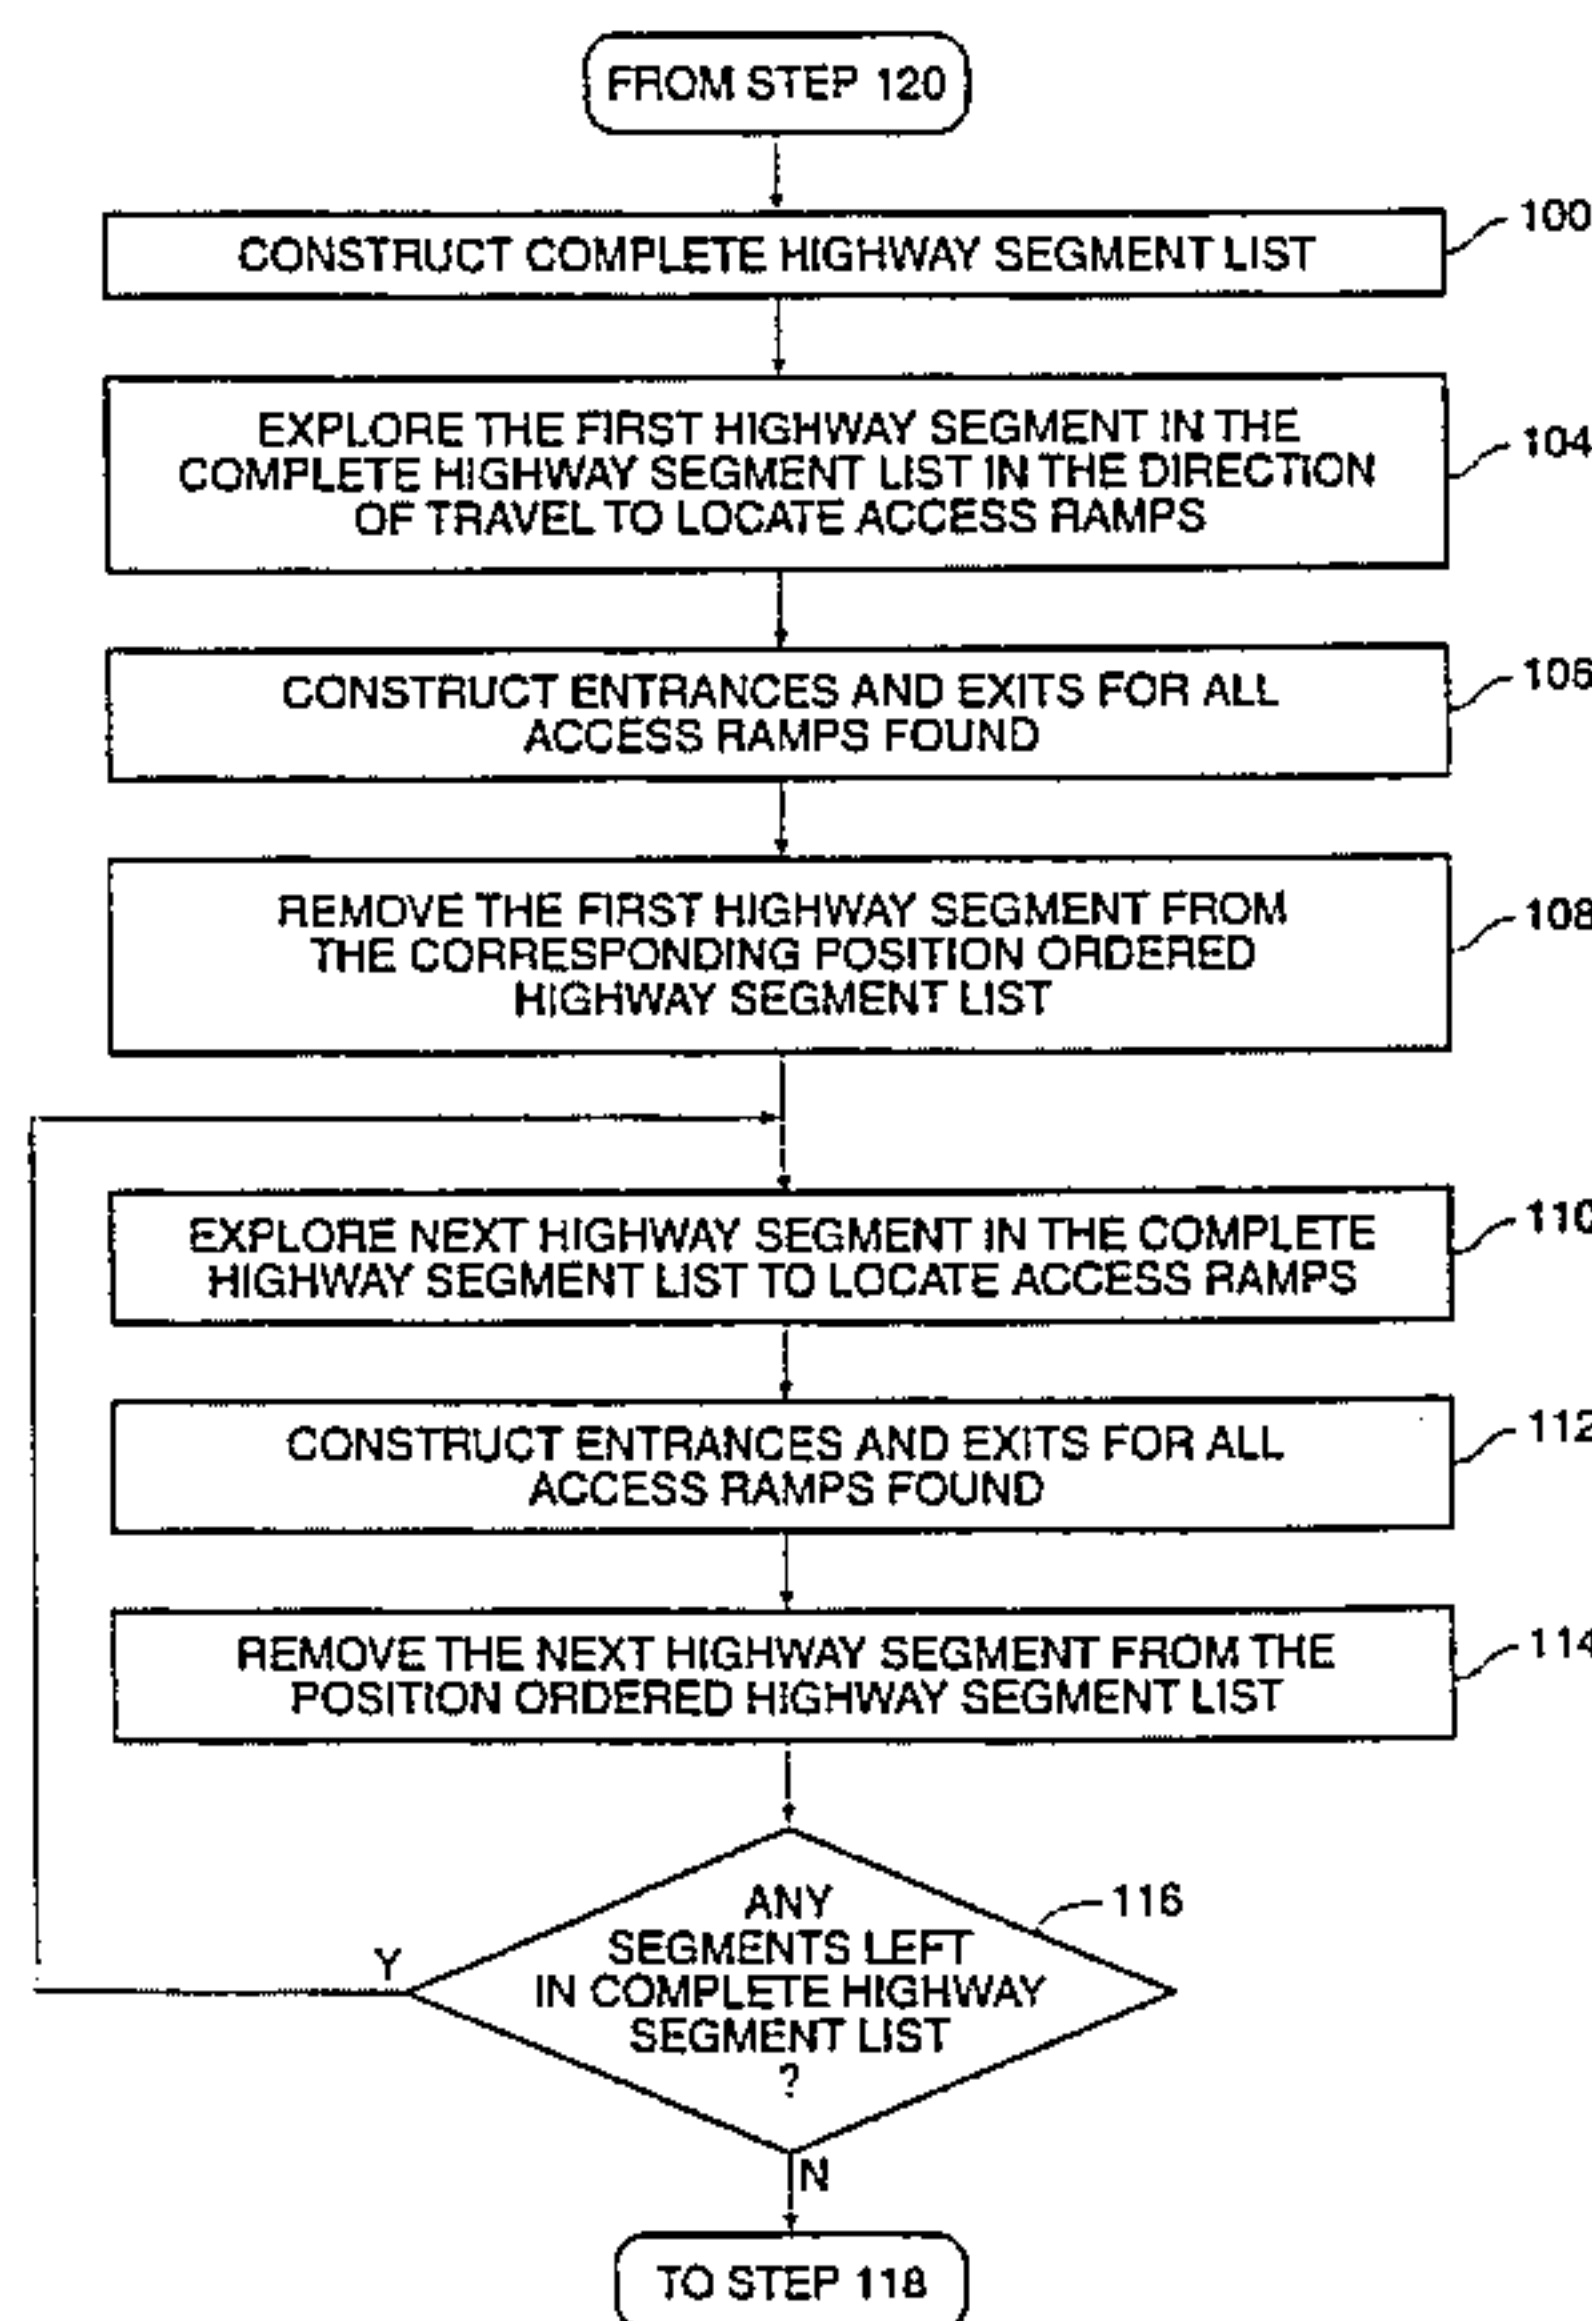 FROM STEP 120
100
CONSTRUCT COMPLETE HIGHWAY SEGMENT LIST
EXPLORE THE FIRST HIGHWAY SEGMENT IN THE
COMPLETE HIGHWAY SEGMENT LIST IN THE DIRECTION
OF TRAVEL TO LOCATE ACCESS RAMPS
104
CONSTRUCT ENTRANCES AND EXITS FOR ALL
ACCESS RAMPS FOUND
106
REMOVE THE FIRST HIGHWAY SEGMENT FROM
THE CORRESPONDING POSITION ORDERED
HIGHWAY SEGMENT LIST
108
EXPLORE NEXT HIGHWAY SEGMENT IN THE COMPLETE
HIGHWAY SEGMENT LIST TO LOCATE ACCESS RAMPS
110
CONSTRUCT ENTRANCES AND EXITS FOR ALL
ACCESS RAMPS FOUND
112
REMOVE THE NEXT HIGHWAY SEGMENT FROM THE
POSITION ORDERED HIGHWAY SEGMENT LIST
114
ANY
SEGMENTS LEFT
IN COMPLETE HIGHWAY
SEGMENT LIST
?
116
Y
N
TO STEP 118